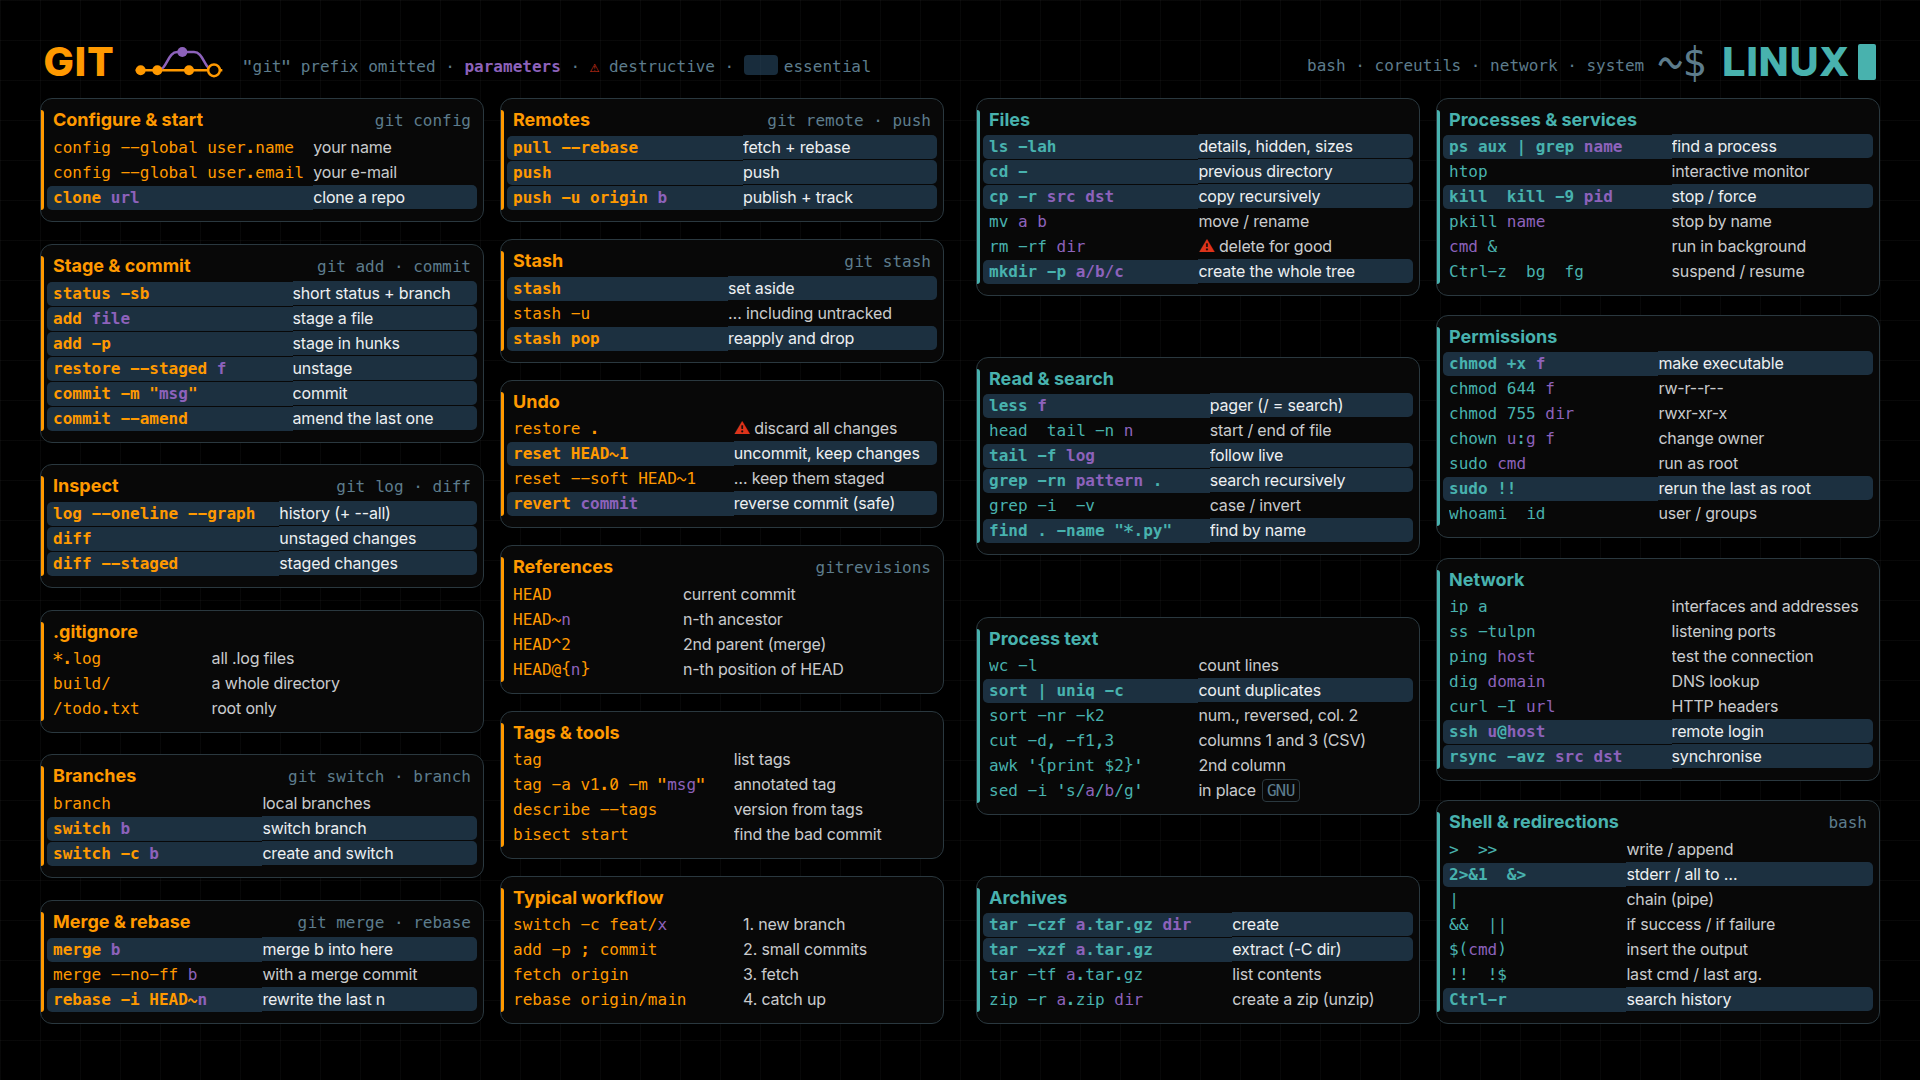 GIT
"git" prefix omitted · parameters · ⚠ destructive · essential
bash · coreutils · network · system ~$ LINUX
Configure & start git config
config --global user.name your name
config --global user.email your e-mail
clone url clone a repo
Stage & commit git add · commit
status -sb short status + branch
add file stage a file
add -p stage in hunks
restore --staged f unstage
commit -m "msg" commit
commit --amend amend the last one
Inspect git log · diff
log --oneline --graph history (+ --all)
diff unstaged changes
diff --staged staged changes
.gitignore
*.log all .log files
build/ a whole directory
/todo.txt root only
Branches git switch · branch
branch local branches
switch b switch branch
switch -c b create and switch
Merge & rebase git merge · rebase
merge b merge b into here
merge --no-ff b with a merge commit
rebase -i HEAD~n rewrite the last n
Remotes git remote · push
pull --rebase fetch + rebase
push push
push -u origin b publish + track
Stash git stash
stash set aside
stash -u ... including untracked
stash pop reapply and drop
Undo
restore . ⚠ discard all changes
reset HEAD~1 uncommit, keep changes
reset --soft HEAD~1 ... keep them staged
revert commit reverse commit (safe)
References gitrevisions
HEAD current commit
HEAD~n n-th ancestor
HEAD^2 2nd parent (merge)
HEAD@{n} n-th position of HEAD
Tags & tools
tag list tags
tag -a v1.0 -m "msg" annotated tag
describe --tags version from tags
bisect start find the bad commit
Typical workflow
switch -c feat/x 1. new branch
add -p ; commit 2. small commits
fetch origin 3. fetch
rebase origin/main 4. catch up
Files
ls -lah details, hidden, sizes
cd - previous directory
cp -r src dst copy recursively
mv a b move / rename
rm -rf dir ⚠ delete for good
mkdir -p a/b/c create the whole tree
Read & search
less f pager (/ = search)
head tail -n n start / end of file
tail -f log follow live
grep -rn pattern . search recursively
grep -i -v case / invert
find . -name "*.py" find by name
Process text
wc -l count lines
sort | uniq -c count duplicates
sort -nr -k2 num., reversed, col. 2
cut -d, -f1,3 columns 1 and 3 (CSV)
awk '{print $2}' 2nd column
sed -i 's/a/b/g' in place GNU
Archives
tar -czf a.tar.gz dir create
tar -xzf a.tar.gz extract (-C dir)
tar -tf a.tar.gz list contents
zip -r a.zip dir create a zip (unzip)
Processes & services
ps aux | grep name find a process
htop interactive monitor
kill kill -9 pid stop / force
pkill name stop by name
cmd & run in background
Ctrl-z bg fg suspend / resume
Permissions
chmod +x f make executable
chmod 644 f rw-r--r--
chmod 755 dir rwxr-xr-x
chown u:g f change owner
sudo cmd run as root
sudo !! rerun the last as root
whoami id user / groups
Network
ip a interfaces and addresses
ss -tulpn listening ports
ping host test the connection
dig domain DNS lookup
curl -I url HTTP headers
ssh u@host remote login
rsync -avz src dst synchronise
Shell & redirections bash
> >> write / append
2>&1 &> stderr / all to ...
| chain (pipe)
&& || if success / if failure
$(cmd) insert the output
!! !$ last cmd / last arg.
Ctrl-r search history